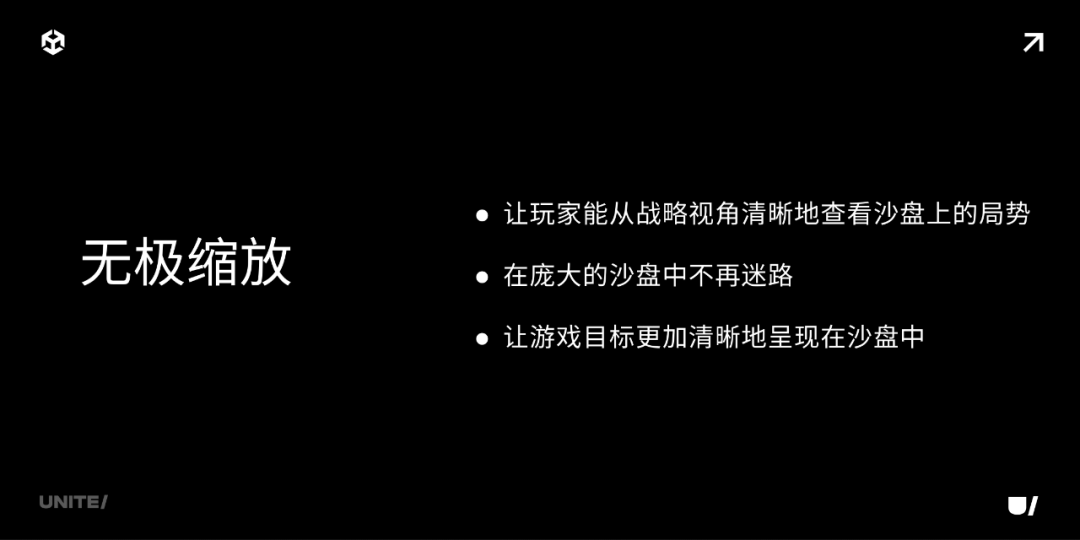 无极缩放
● 让玩家能从战略视角清晰地查看沙盘上的局势
● 在庞大的沙盘中不再迷路
● 让游戏目标更加清晰地呈现在沙盘中
UNITE/
U/